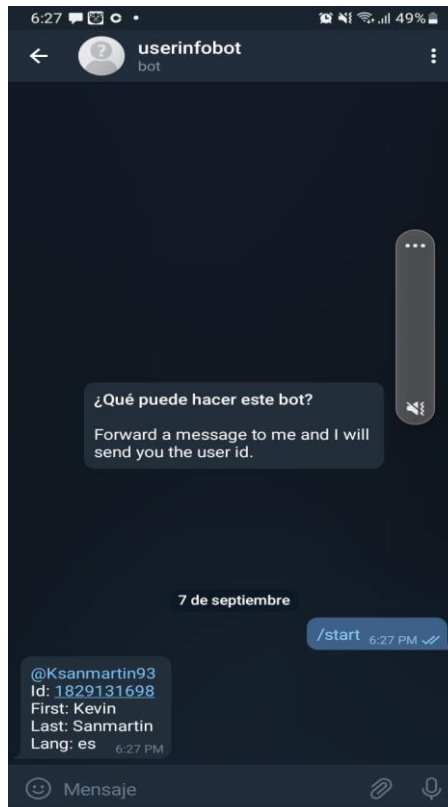 6:27
49%
userinfobot
bot
¿Qué puede hacer este bot?
Forward a message to me and I will
send you the user id.
7 de septiembre
/start 6:27 PM
@Ksanmartin93
Id: 1829131698
First: Kevin
Last: Sanmartin
Lang: es 6:27 PM
Mensaje